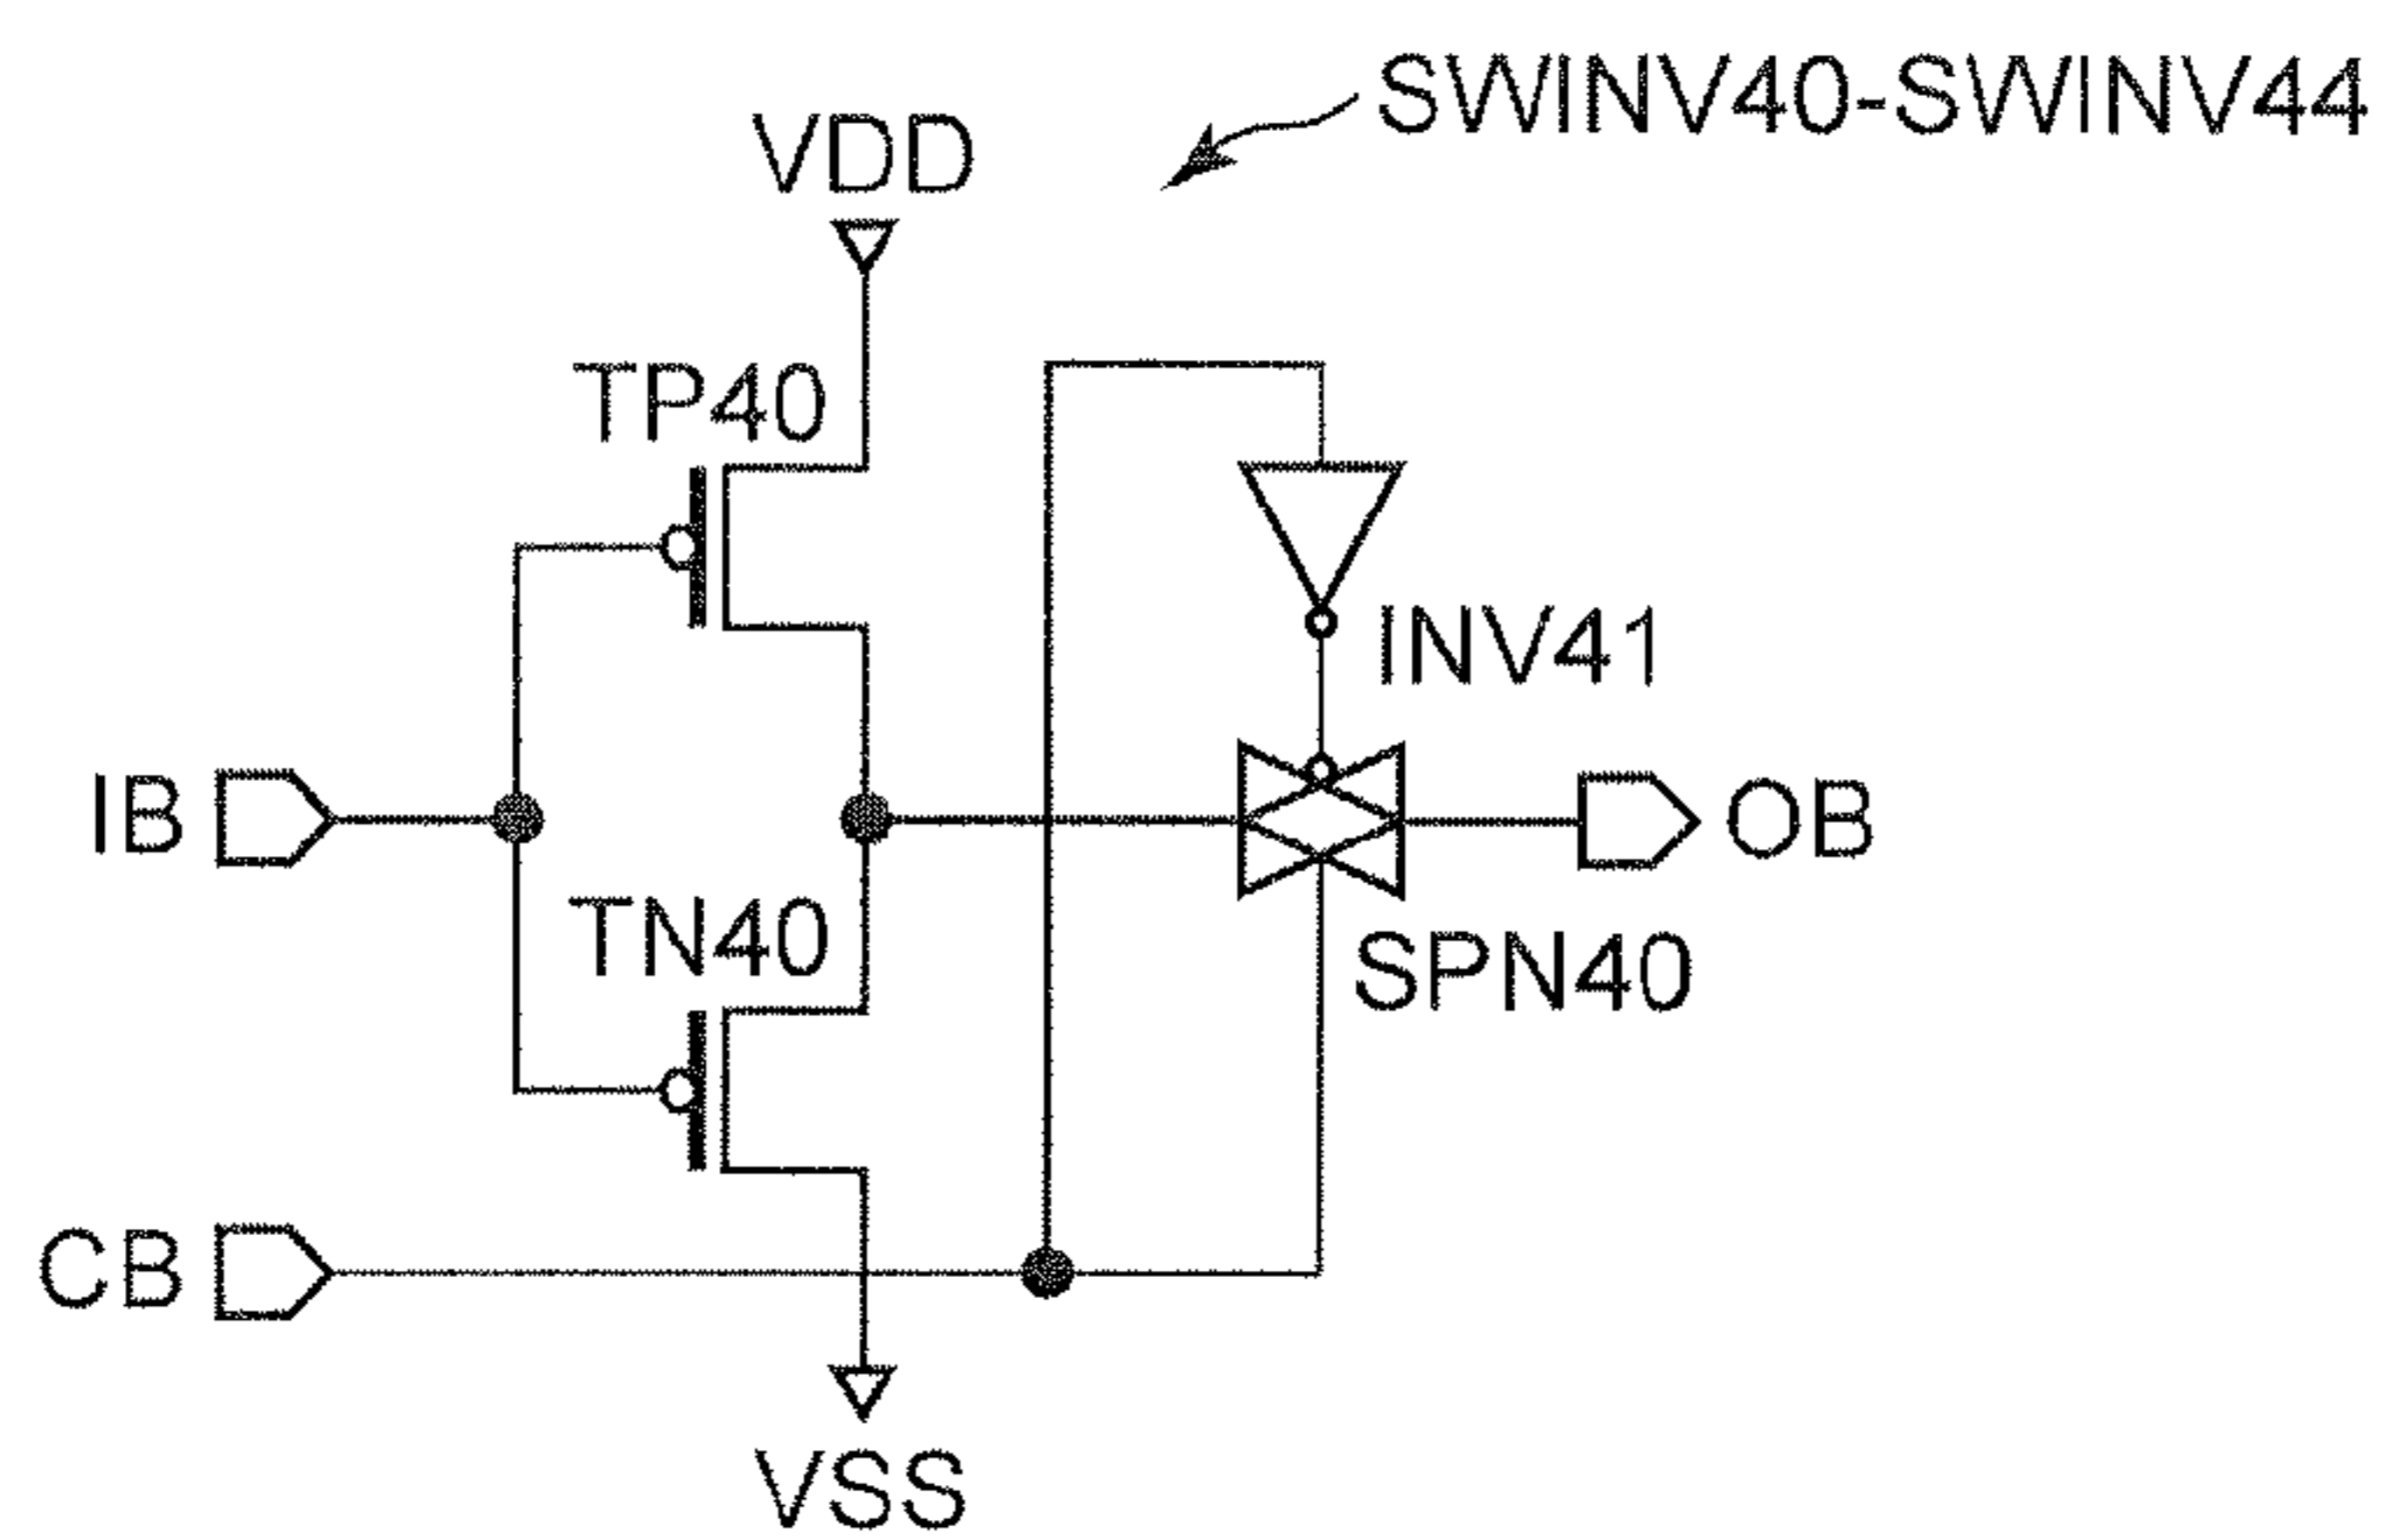 SWINV40-SWINV44
VDD
TP40
INV41
IB
OB
TN40
SPN40
CB
VSS